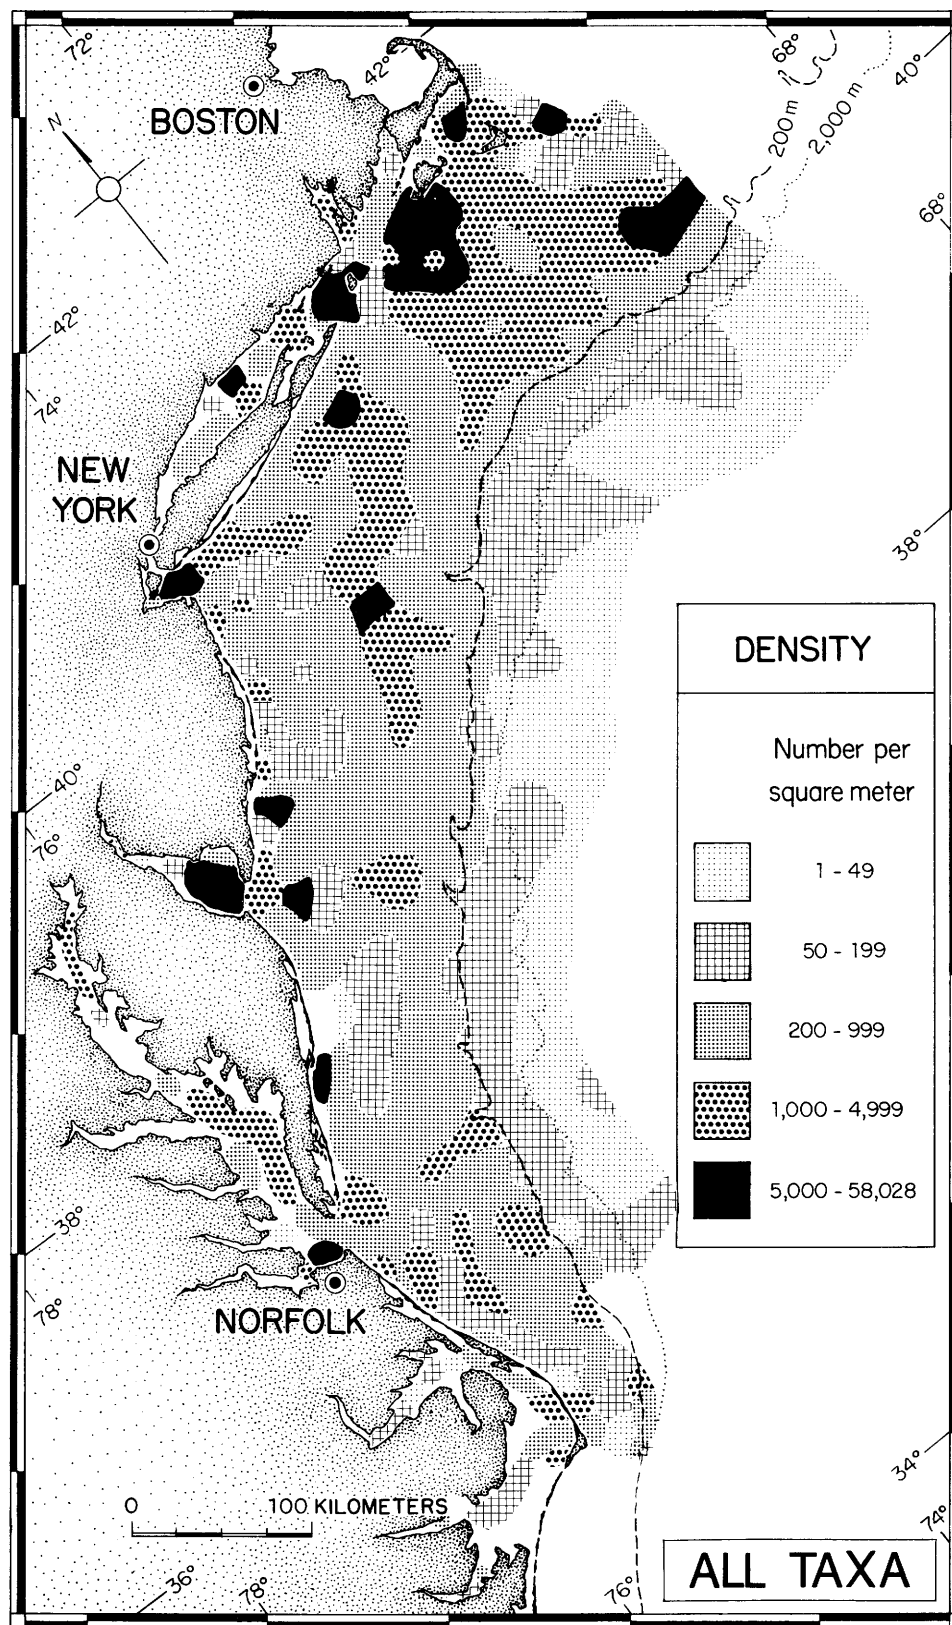 72°
42°
68°
40°
BOSTON
200 m
2,000 m
N
68°
42°
74°
NEW
YORK
38°
DENSITY
Number per
square meter
1 - 49
50 - 199
200 - 999
1,000 - 4,999
5,000 - 58,028
40°
76°
38°
78°
NORFOLK
34°
74°
0 100 KILOMETERS
36°
78°
76°
ALL TAXA